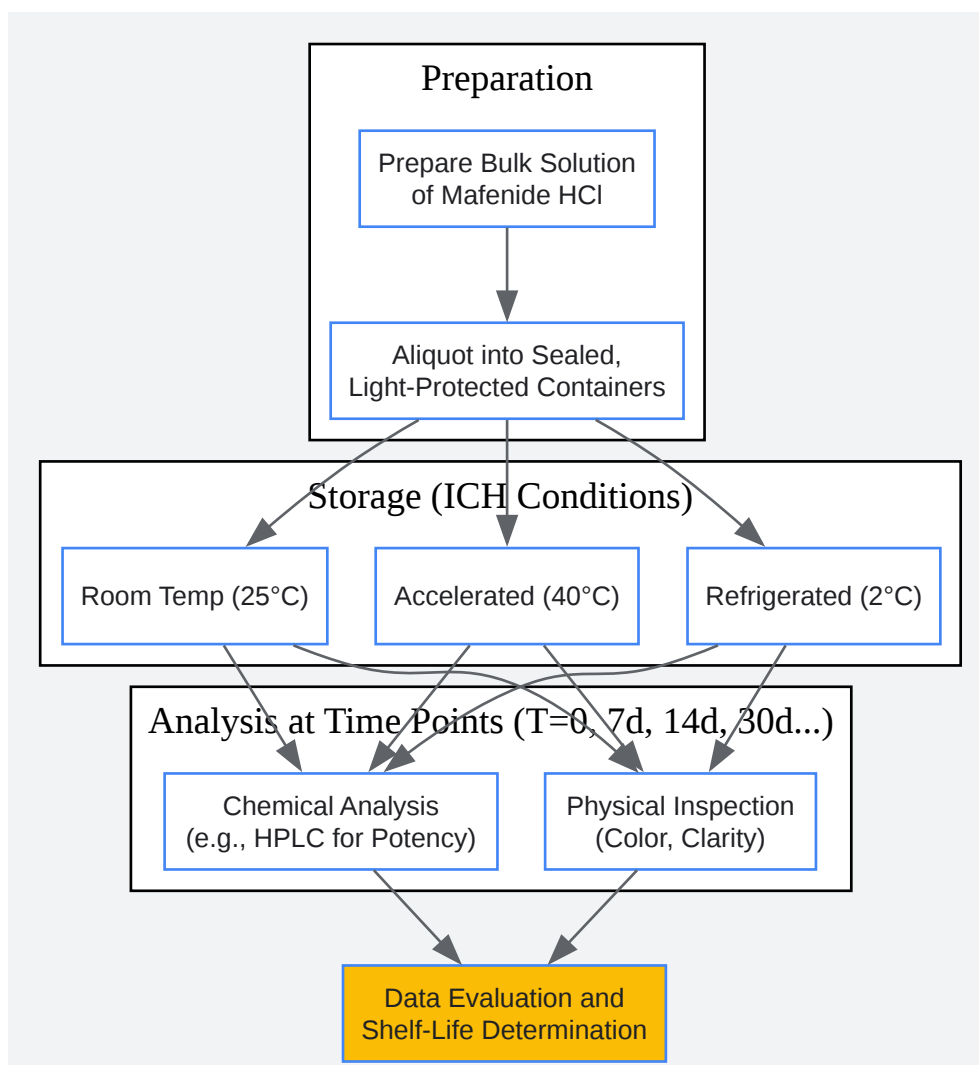 Preparation
Prepare Bulk Solution
of Mafenide HCl
Aliquot into Sealed,
Light-Protected Containers
Storage (ICH Conditions)
Room Temp (25°C)
Accelerated (40°C)
Refrigerated (2°C)
Analysis at Time Points (T=0, 7d, 14d, 30d...)
Chemical Analysis
(e.g., HPLC for Potency)
Physical Inspection
(Color, Clarity)
Data Evaluation and
Shelf-Life Determination